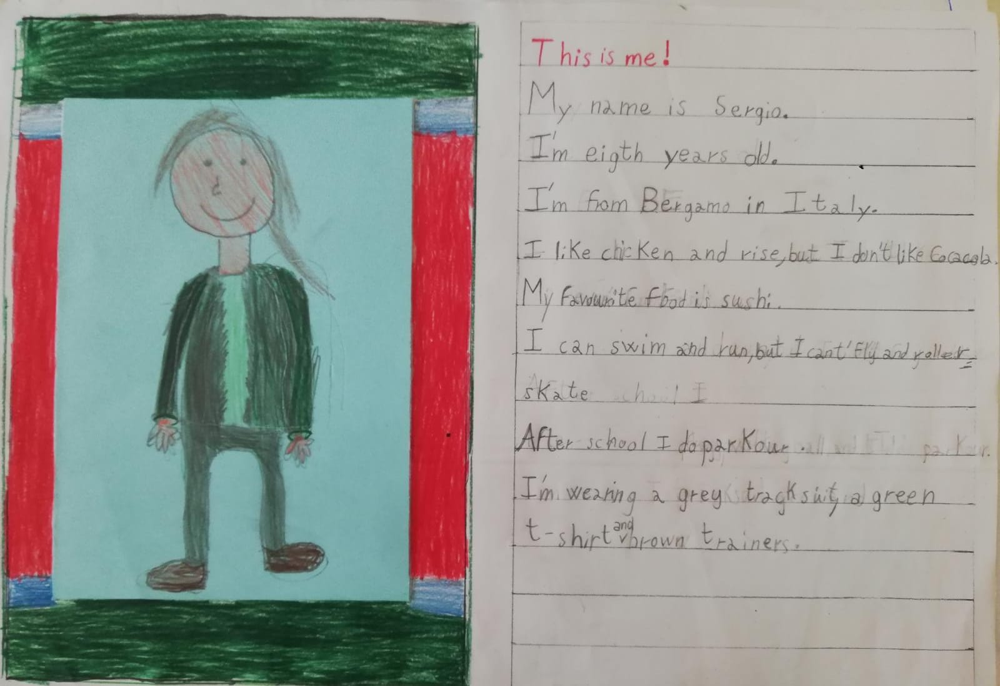 This is me!
My name is Sergio.
I'm eigth years old.
I'm from Bergamo in Italy.
I like chicken and rise, but I don't like Cocacola.
My favourite food is sushi.
I can swim and run, but I cant' fly and roller=
skate
After school I do parkour.
I'm wearing a grey tracksuit, a green
and
t-shirt brown trainers.